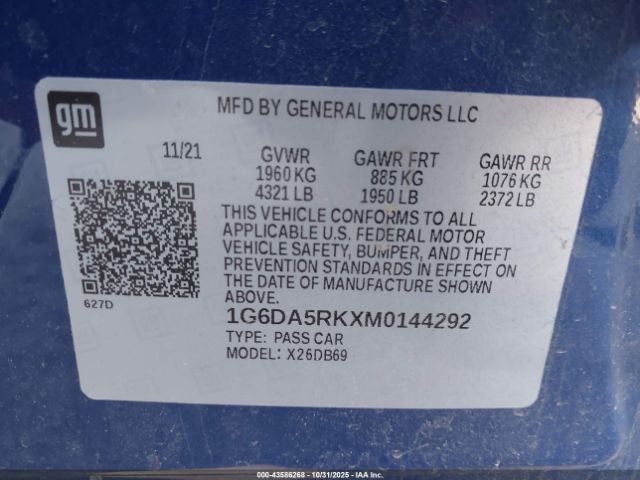 gm
MFD BY GENERAL MOTORS LLC
11/21 GVWR GAWR FRT GAWR RR
1960 KG 885 KG 1076 KG
4321 LB 1950 LB 2372 LB
THIS VEHICLE CONFORMS TO ALL
APPLICABLE U.S. FEDERAL MOTOR
VEHICLE SAFETY, BUMPER, AND THEFT
PREVENTION STANDARDS IN EFFECT ON
THE DATE OF MANUFACTURE SHOWN
ABOVE.
627D
1G6DA5RKXM0144292
TYPE: PASS CAR
MODEL: X26DB69
000-43586268 - 10/31/2025 - IAA, Inc.